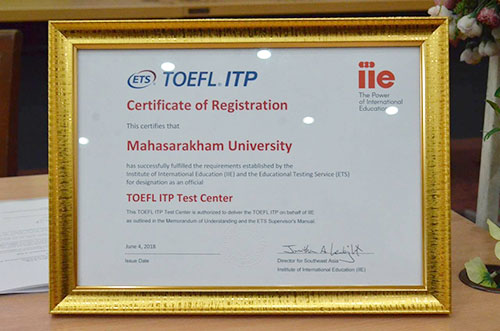 ETS TOEFL ITP
iie
The Power
of International
Education
Certificate of Registration
This certifies that
Mahasarakham University
has successfully fulfilled the requirements established by the
Institute of International Education (IIE) and the Educational Testing Service (ETS)
for designation as an official
TOEFL ITP Test Center
This TOEFL ITP Test Center is authorized to deliver the TOEFL ITP on behalf of IIE
as outlined in the Memorandum of Understanding and the ETS Supervisor's Manual.
June 4, 2018
Issue Date
Director for Southeast Asia
Institute of International Education (IIE)